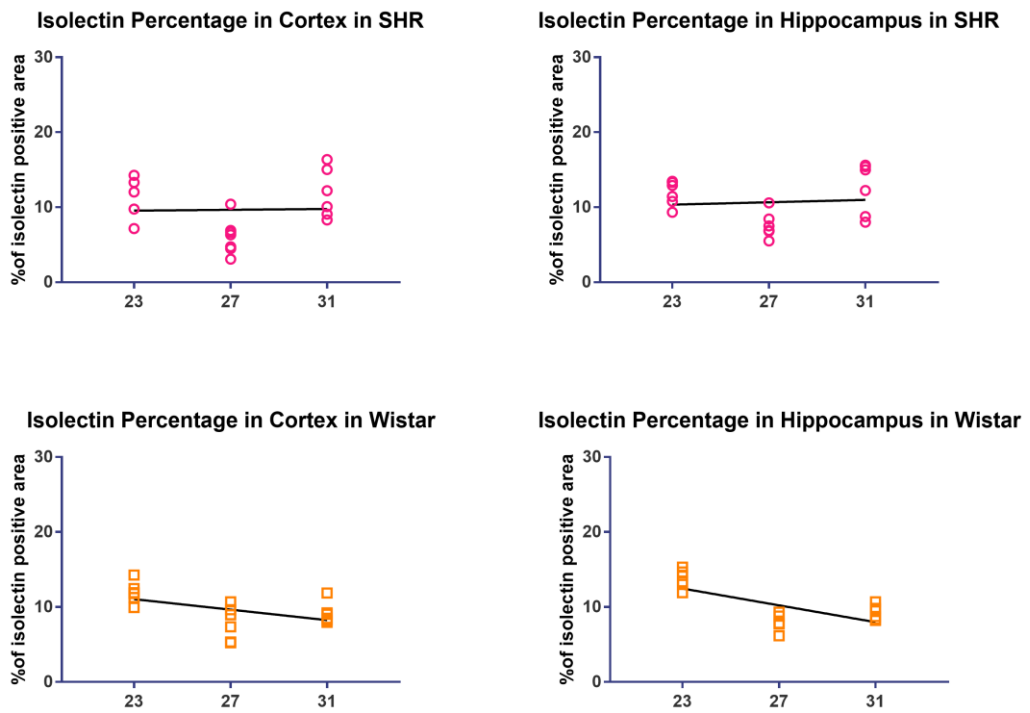 Isolectin Percentage in Cortex in SHR
%of isolectin positive area
30
20
10
0
23 27 31
Isolectin Percentage in Hippocampus in SHR
%of isolectin positive area
30
20
10
0
23 27 31
Isolectin Percentage in Cortex in Wistar
%of isolectin positive area
30
20
10
0
23 27 31
Isolectin Percentage in Hippocampus in Wistar
%of isolectin positive area
30
20
10
0
23 27 31